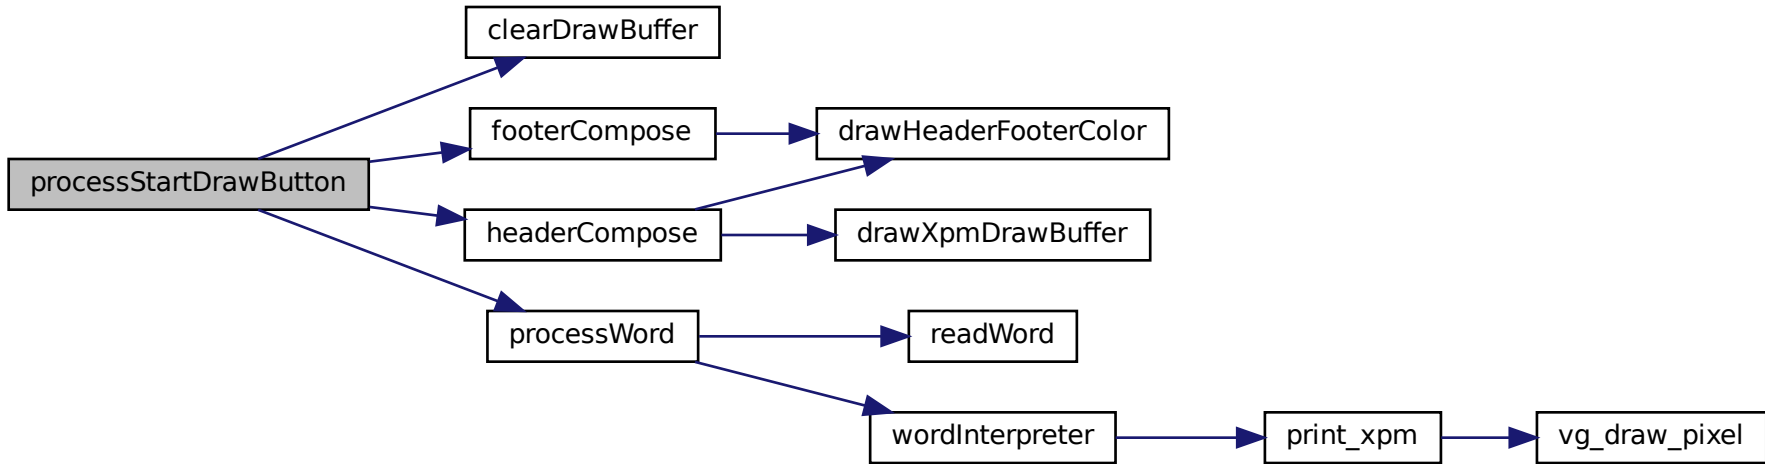 clearDrawBuffer
footerCompose
drawHeaderFooterColor
processStartDrawButton
headerCompose
drawXpmDrawBuffer
processWord
readWord
wordInterpreter
print_xpm
vg_draw_pixel